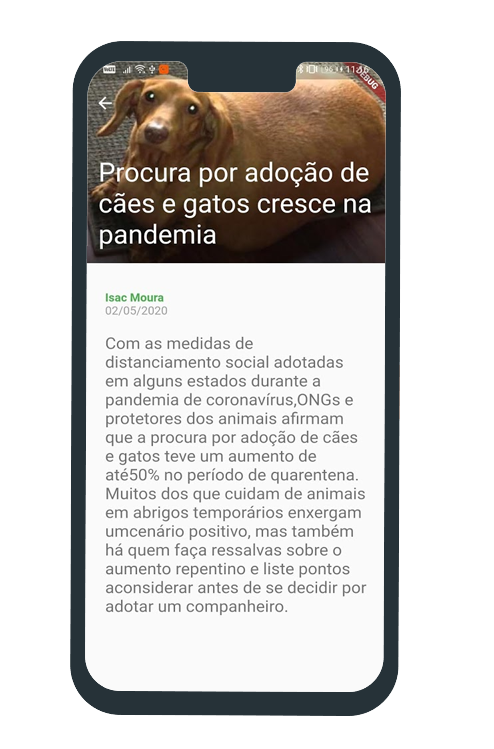 DEBUG
Procura por adoção de
cães e gatos cresce na
pandemia
Isac Moura
02/05/2020
Com as medidas de
distanciamento social adotadas
em alguns estados durante a
pandemia de coronavírus,ONGs e
protetores dos animais afirmam
que a procura por adoção de cães
e gatos teve um aumento de
até50% no período de quarentena.
Muitos dos que cuidam de animais
em abrigos temporários enxergam
umcenário positivo, mas também
há quem faça ressalvas sobre o
aumento repentino e liste pontos
aconsiderar antes de se decidir por
adotar um companheiro.